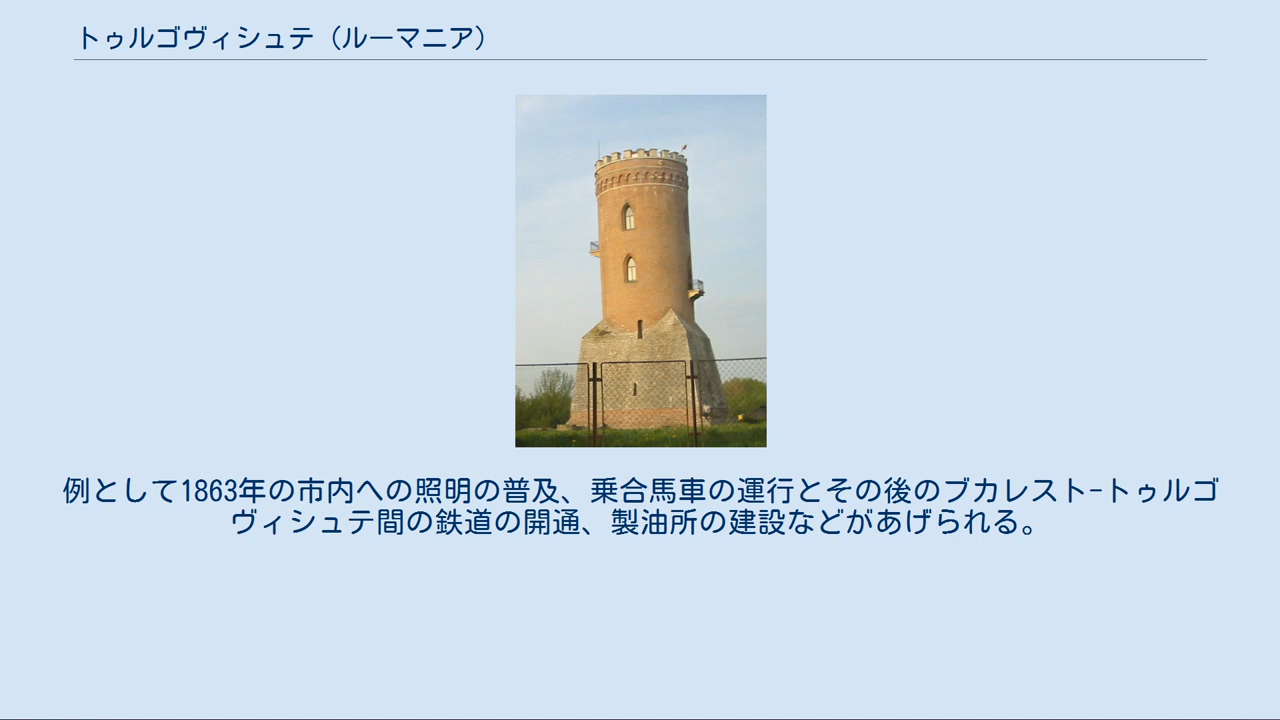 トゥルゴヴィシュテ（ルーマニア）
例として1863年の市内への照明の普及、乗合馬車の運行とその後のブカレスト-トゥルゴ
ヴィシュテ間の鉄道の開通、製油所の建設などがあげられる。